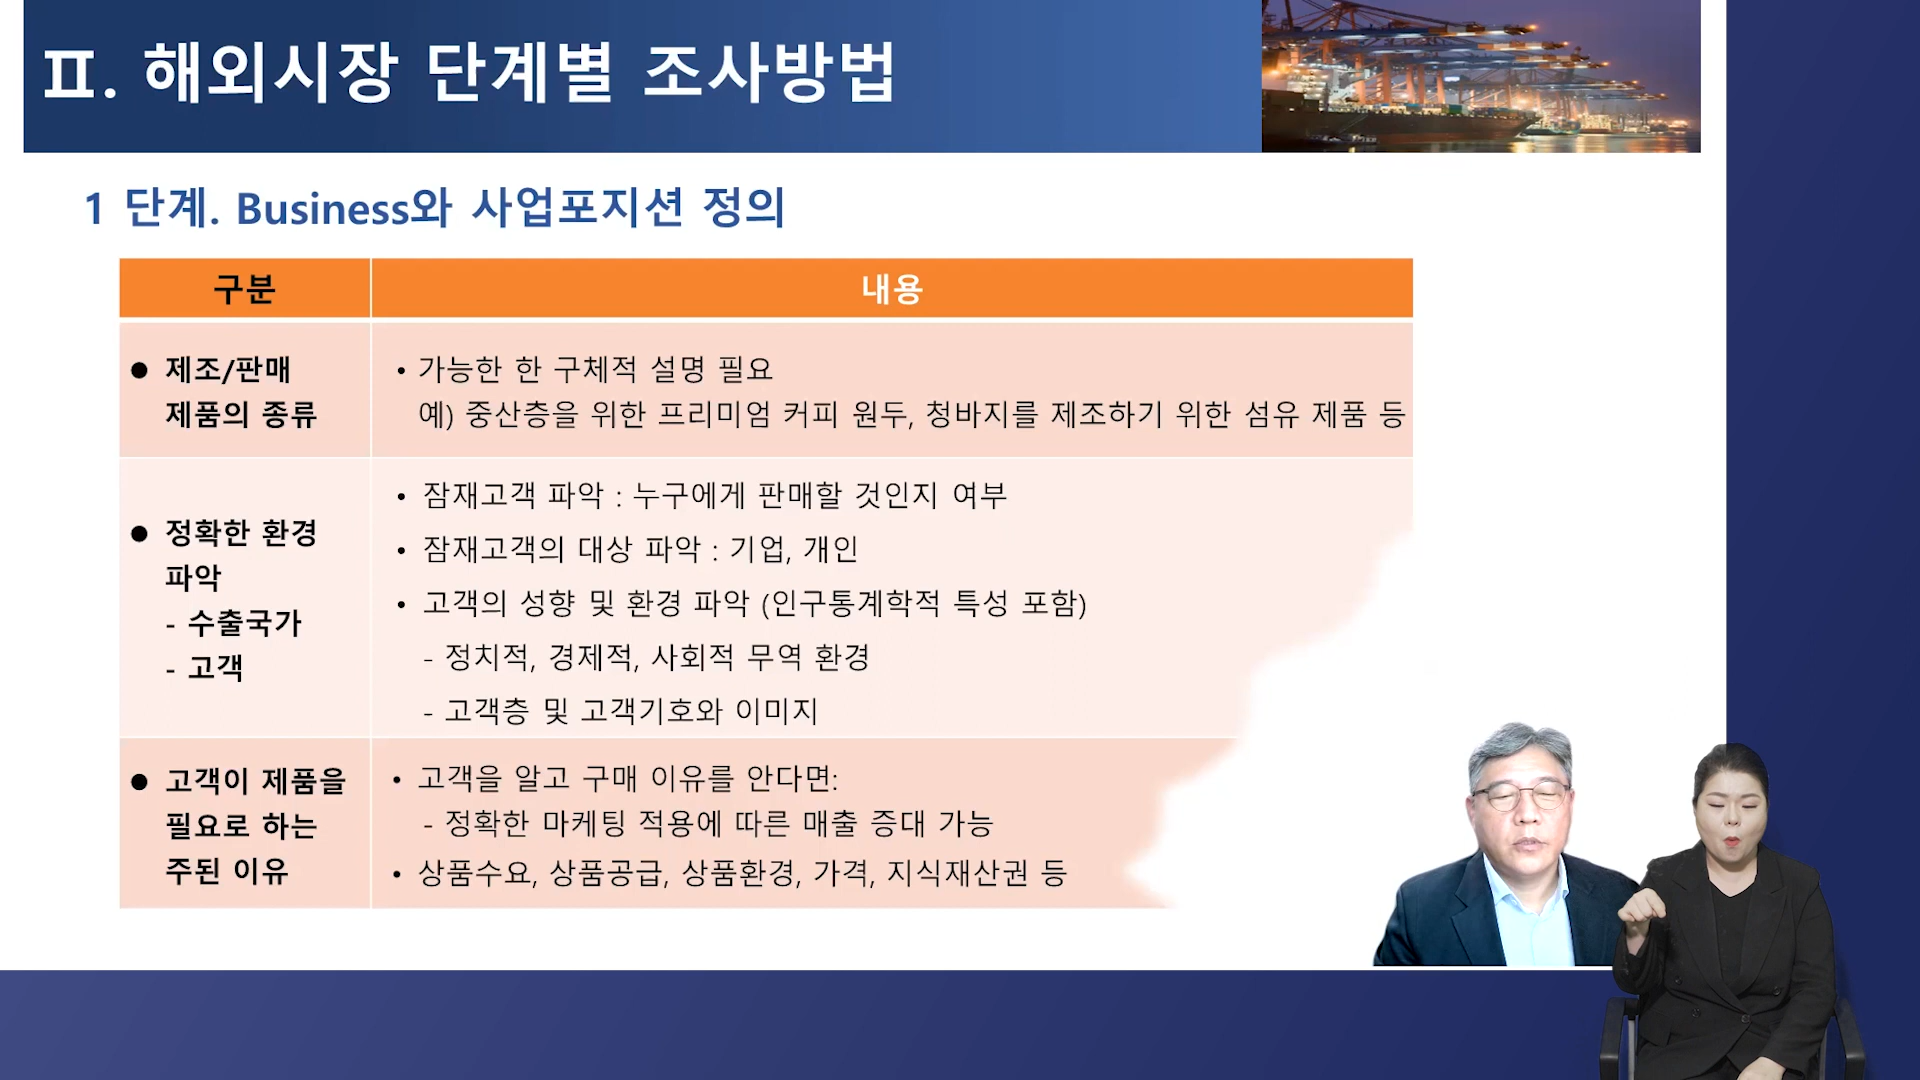 Ⅱ. 해외시장 단계별 조사방법
1 단계. Business와 사업포지션 정의
구분
내용
● 제조/판매
제품의 종류
• 가능한 한 구체적 설명 필요
예) 중산층을 위한 프리미엄 커피 원두, 청바지를 제조하기 위한 섬유 제품 등
● 정확한 환경
파악
- 수출국가
- 고객
• 잠재고객 파악 : 누구에게 판매할 것인지 여부
• 잠재고객의 대상 파악 : 기업, 개인
• 고객의 성향 및 환경 파악 (인구통계학적 특성 포함)
- 정치적, 경제적, 사회적 무역 환경
- 고객층 및 고객기호와 이미지
● 고객이 제품을
필요로 하는
주된 이유
• 고객을 알고 구매 이유를 안다면:
- 정확한 마케팅 적용에 따른 매출 증대 가능
• 상품수요, 상품공급, 상품환경, 가격, 지식재산권 등